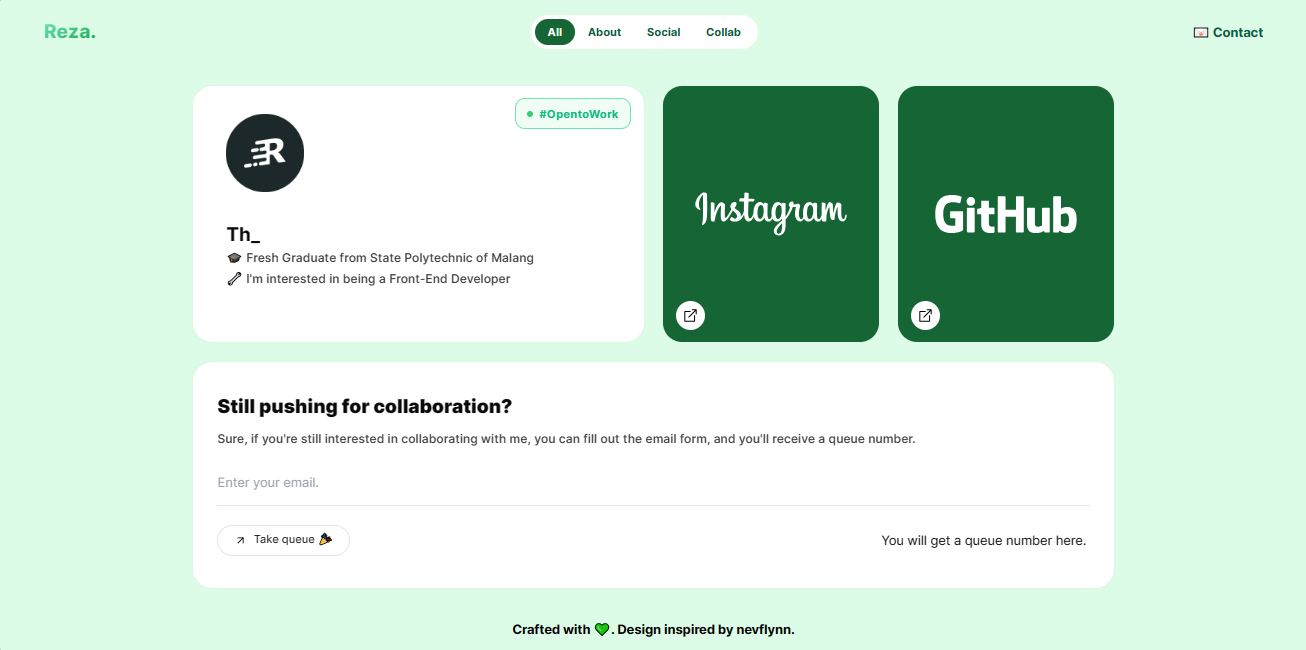 Reza.
All
About
Social
Collab
Contact
#OpentoWork
R
Th_
Fresh Graduate from State Polytechnic of Malang
I'm interested in being a Front-End Developer
Instagram
GitHub
Still pushing for collaboration?
Sure, if you're still interested in collaborating with me, you can fill out the email form, and you'll receive a queue number.
Enter your email.
Take queue
You will get a queue number here.
Crafted with 💚. Design inspired by nevflynn.